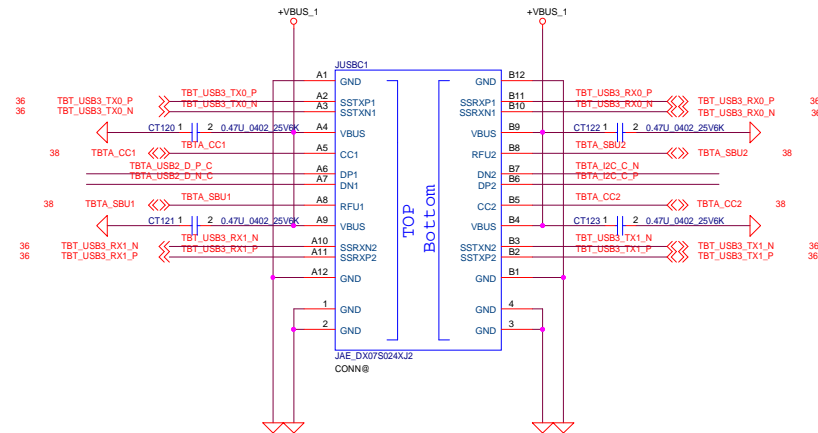 +VBUS_1 +VBUS_1
JUSBC1
A1 GND GND B12
36 TBT_USB3_TX0_P TBT_USB3_TX0_P A2 SSTXP1 SSRXP1 B11 TBT_USB3_RX0_P TBT_USB3_RX0_P 36
36 TBT_USB3_TX0_N TBT_USB3_TX0_N A3 SSTXN1 SSRXN1 B10 TBT_USB3_RX0_N TBT_USB3_RX0_N 36
CT120 1 2 0.47U_0402_25V6K A4 VBUS VBUS B9 CT122 1 2 0.47U_0402_25V6K
38 TBTA_CC1 TBTA_CC1 A5 CC1 RFU2 B8 TBTA_SBU2 TBTA_SBU2 38
TBTA_USB2_D_P_C A6 DP1 DN2 B7 TBTA_I2C_C_N
TBTA_USB2_D_N_C A7 DN1 DP2 B6 TBTA_I2C_C_P
38 TBTA_SBU1 TBTA_SBU1 A8 RFU1 CC2 B5 TBTA_CC2 TBTA_CC2 38
CT121 1 2 0.47U_0402_25V6K A9 VBUS VBUS B4 CT123 1 2 0.47U_0402_25V6K
36 TBT_USB3_RX1_N TBT_USB3_RX1_N A10 SSRXN2 SSTXN2 B3 TBT_USB3_TX1_N TBT_USB3_TX1_N 36
36 TBT_USB3_RX1_P TBT_USB3_RX1_P A11 SSRXP2 SSTXP2 B2 TBT_USB3_TX1_P TBT_USB3_TX1_P 36
A12 GND GND B1
1 GND GND 4
2 GND GND 3
TOP
Bottom
JAE_DX07S024XJ2
CONN@